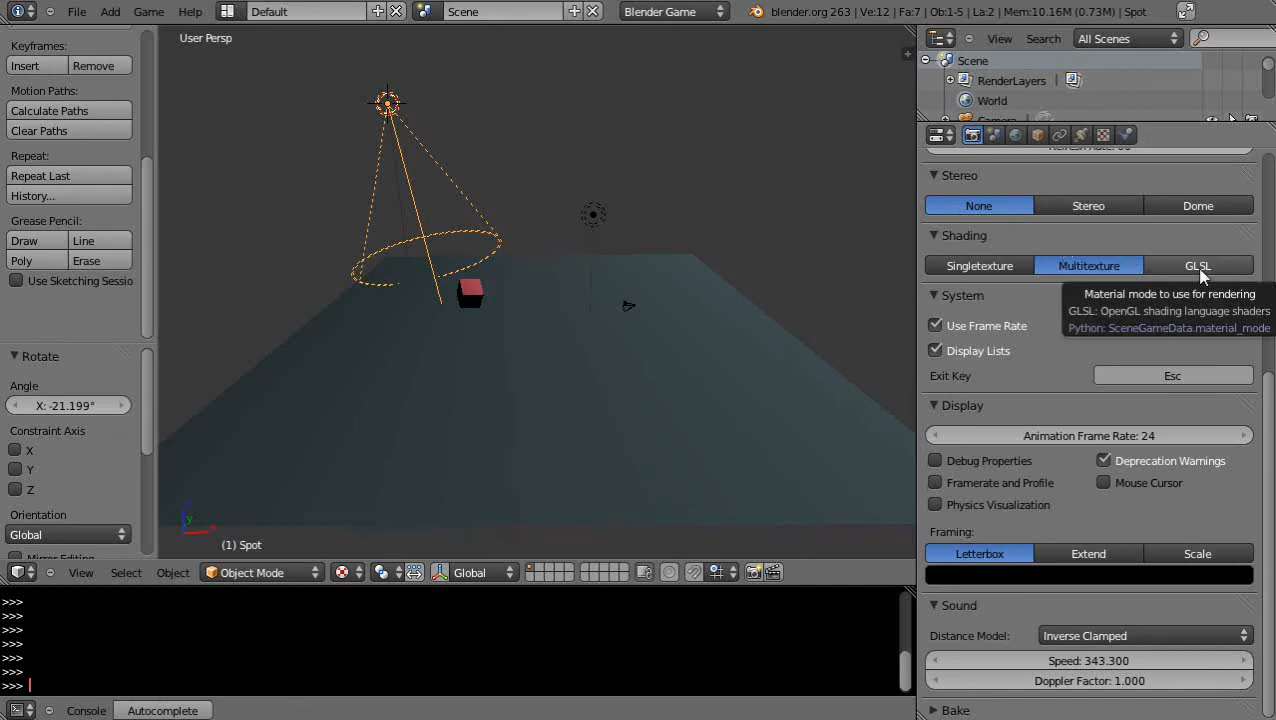 File Add Game Help Default Scene Blender Game blender.org 263 | Ve:12 | Fa:7 | Ob:1-5 | La:2 | Mem:10.16M (0.73M) | Spot
Keyframes:
Insert Remove
Motion Paths:
Calculate Paths
Clear Paths
Repeat:
Repeat Last
History...
Grease Pencil:
Draw Line
Poly Erase
Use Sketching Sessio
Rotate
Angle
X: -21.199°
Constraint Axis
X
Y
Z
Orientation
Global
Mirror Editing
User Persp
y
(1) Spot
View Select Object Object Mode Global
>>>
>>>
>>>
>>>
>>>
>>>
>>>
Console Autocomplete
View Search All Scenes
Scene
RenderLayers
World
Camera
Refresh Rate: 60
Stereo
None Stereo Dome
Shading
Singletexture Multitexture GLSL
Material mode to use for rendering
GLSL: OpenGL shading language shaders
Python: SceneGameData.material_mode
System
Use Frame Rate
Display Lists
Exit Key Esc
Display
Animation Frame Rate: 24
Debug Properties Deprecation Warnings
Framerate and Profile Mouse Cursor
Physics Visualization
Framing:
Letterbox Extend Scale
Sound
Distance Model: Inverse Clamped
Speed: 343.300
Doppler Factor: 1.000
Bake